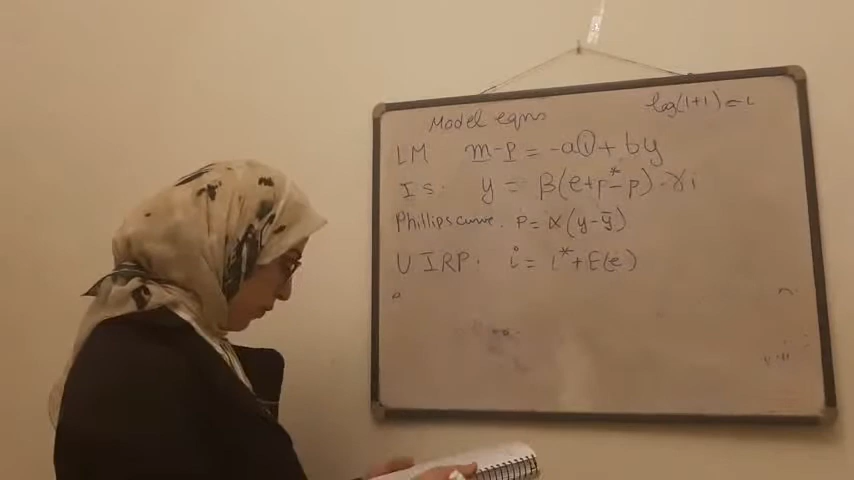 Model eqns
log(1+1) = i
LM m-p = -ai + by
IS: y = β(e+p*-p)-γi
Phillips curve. p = α(y-ȳ)
UIRP: i = i*+E(e)